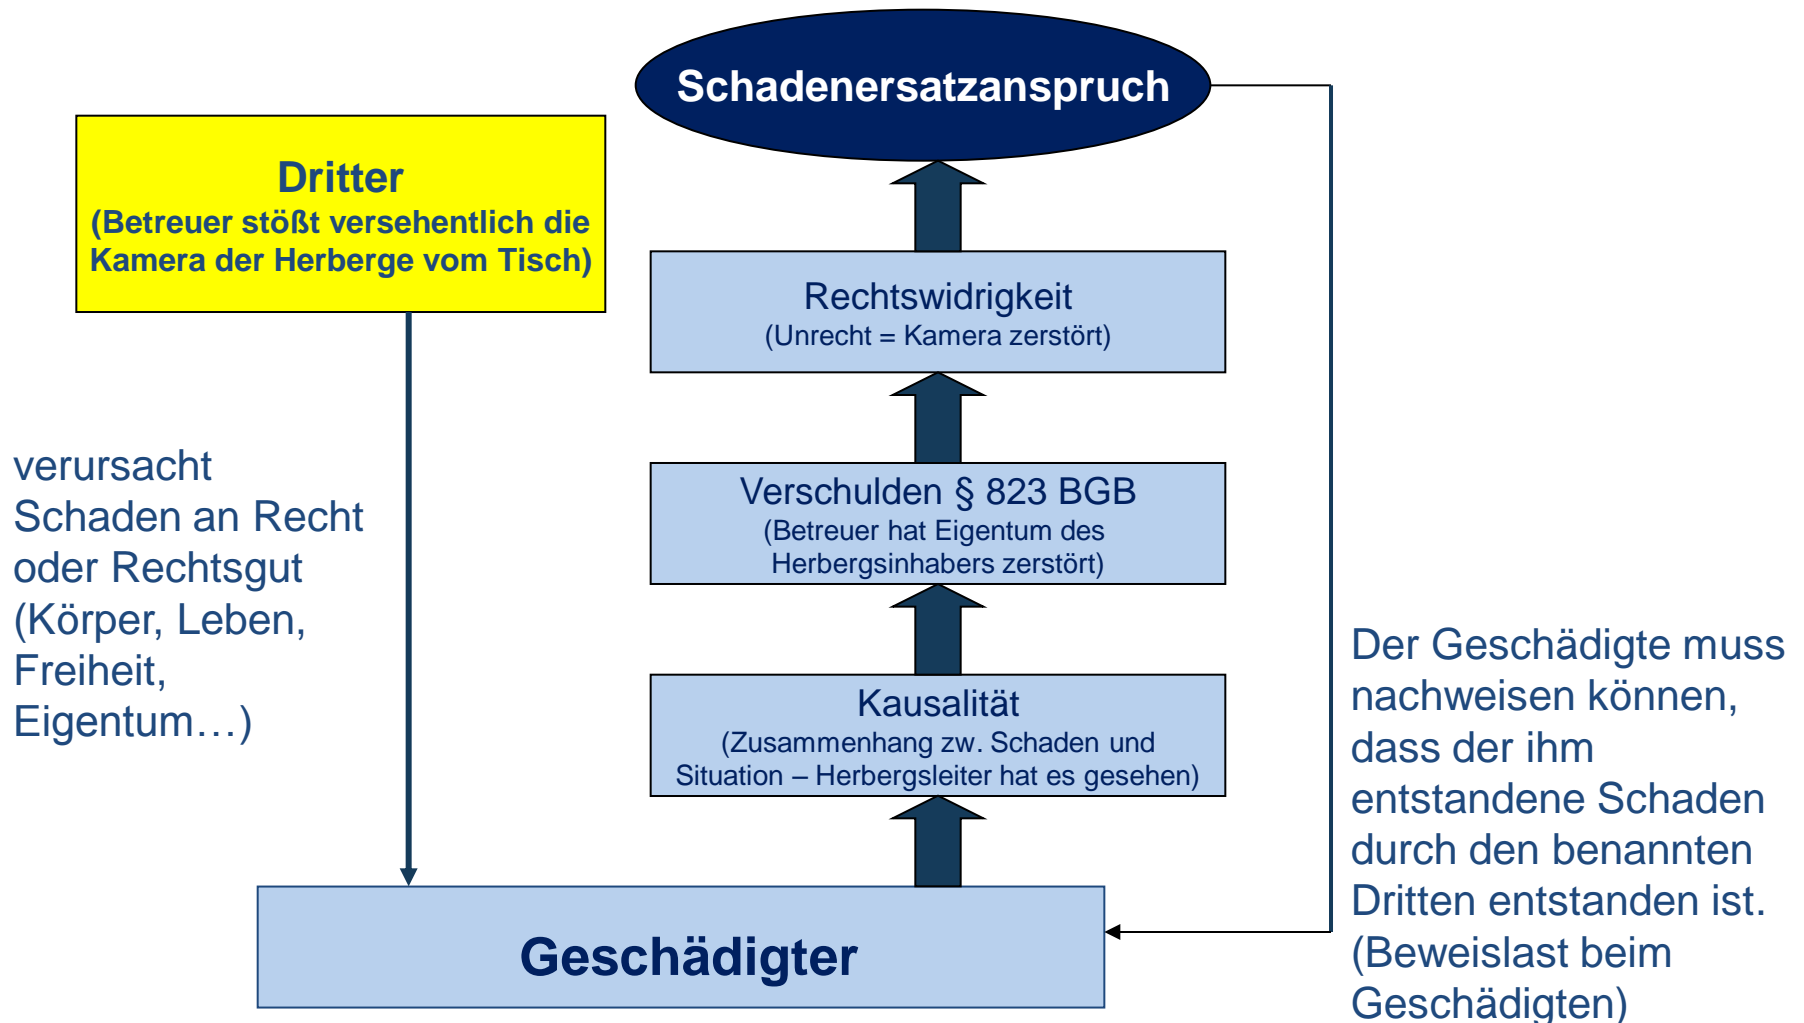 Schadenersatzanspruch
Dritter
(Betreuer stößt versehentlich die
Kamera der Herberge vom Tisch)
Rechtswidrigkeit
(Unrecht = Kamera zerstört)
verursacht
Schaden an Recht
oder Rechtsgut
(Körper, Leben,
Freiheit,
Eigentum…)
Verschulden § 823 BGB
(Betreuer hat Eigentum des
Herbergsinhabers zerstört)
Kausalität
(Zusammenhang zw. Schaden und
Situation – Herbergsleiter hat es gesehen)
Der Geschädigte muss
nachweisen können,
dass der ihm
entstandene Schaden
durch den benannten
Dritten entstanden ist.
(Beweislast beim
Geschädigten)
Geschädigter